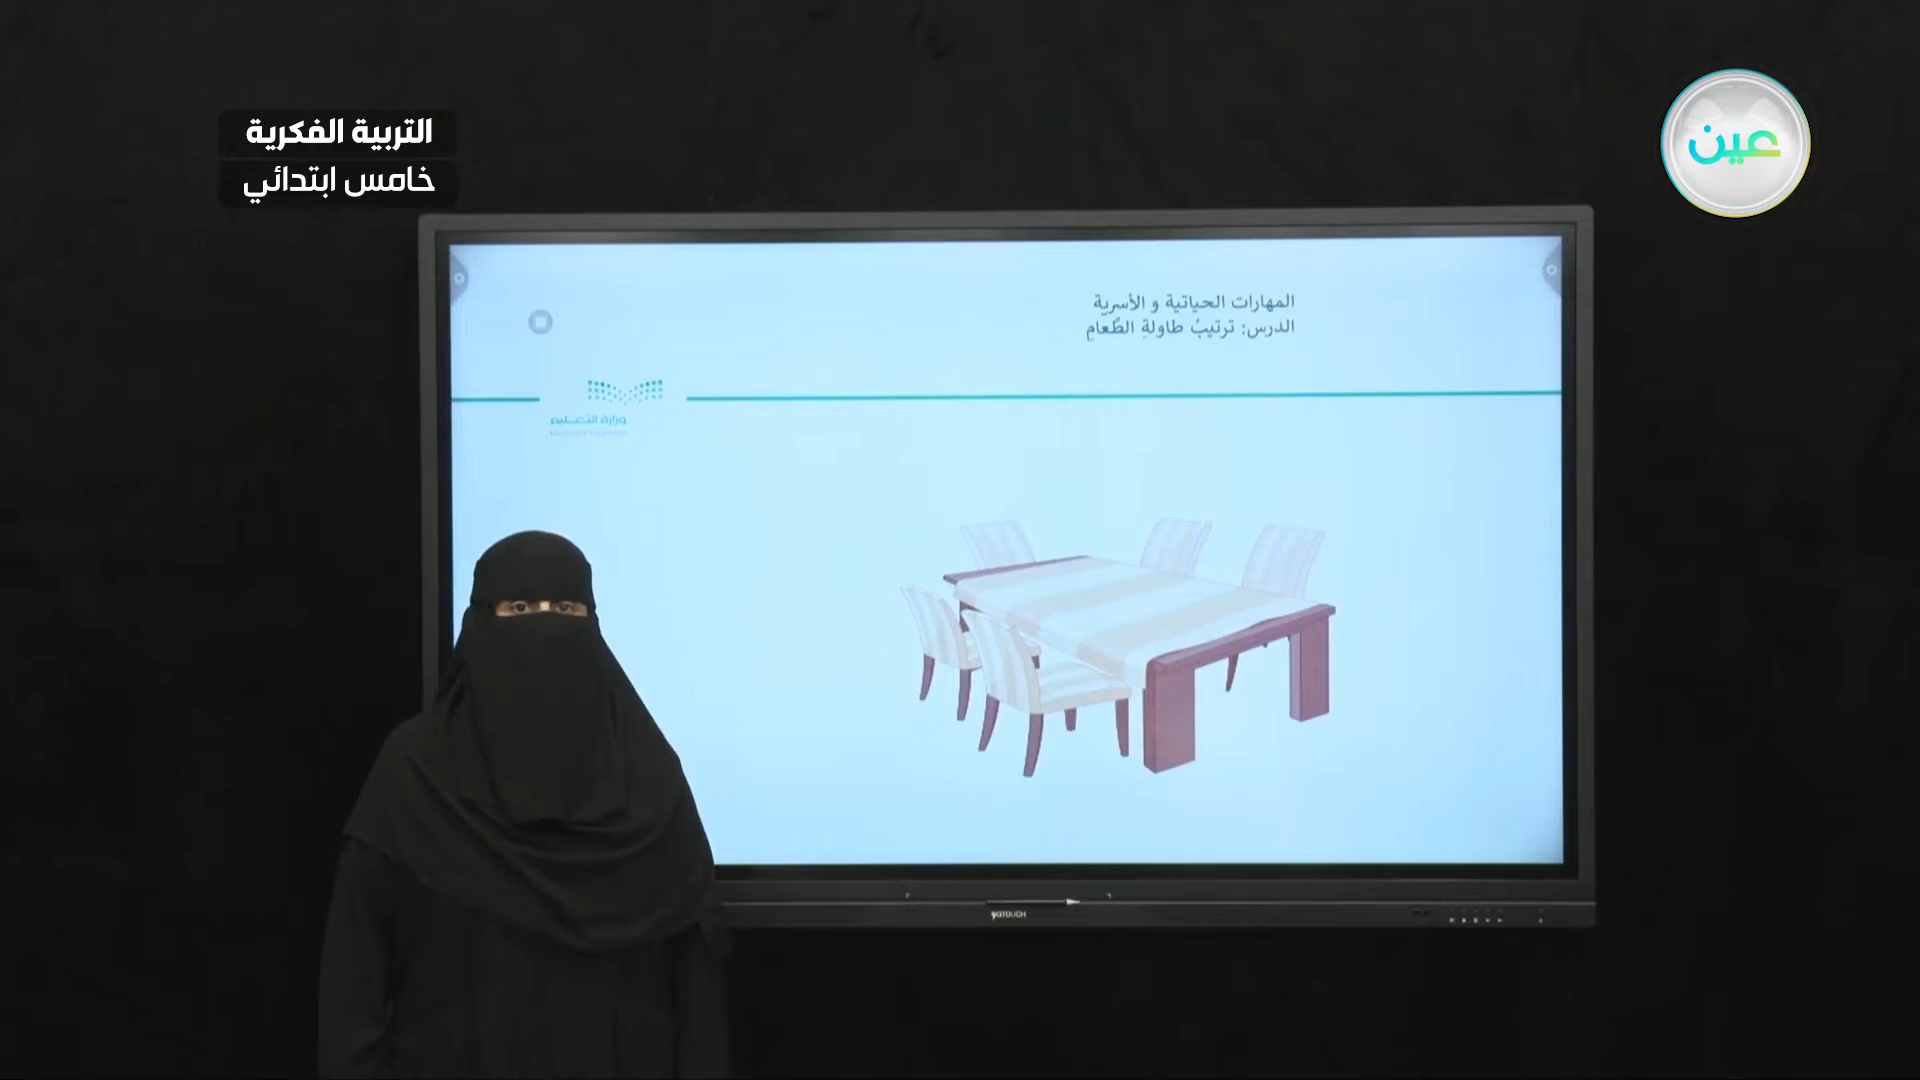 التربية الفكرية
خامس ابتدائي
عين
المهارات الحياتية و الأسرية
الدرس: ترتيبُ طاولةِ الطَّعامِ
وزارة التعليم